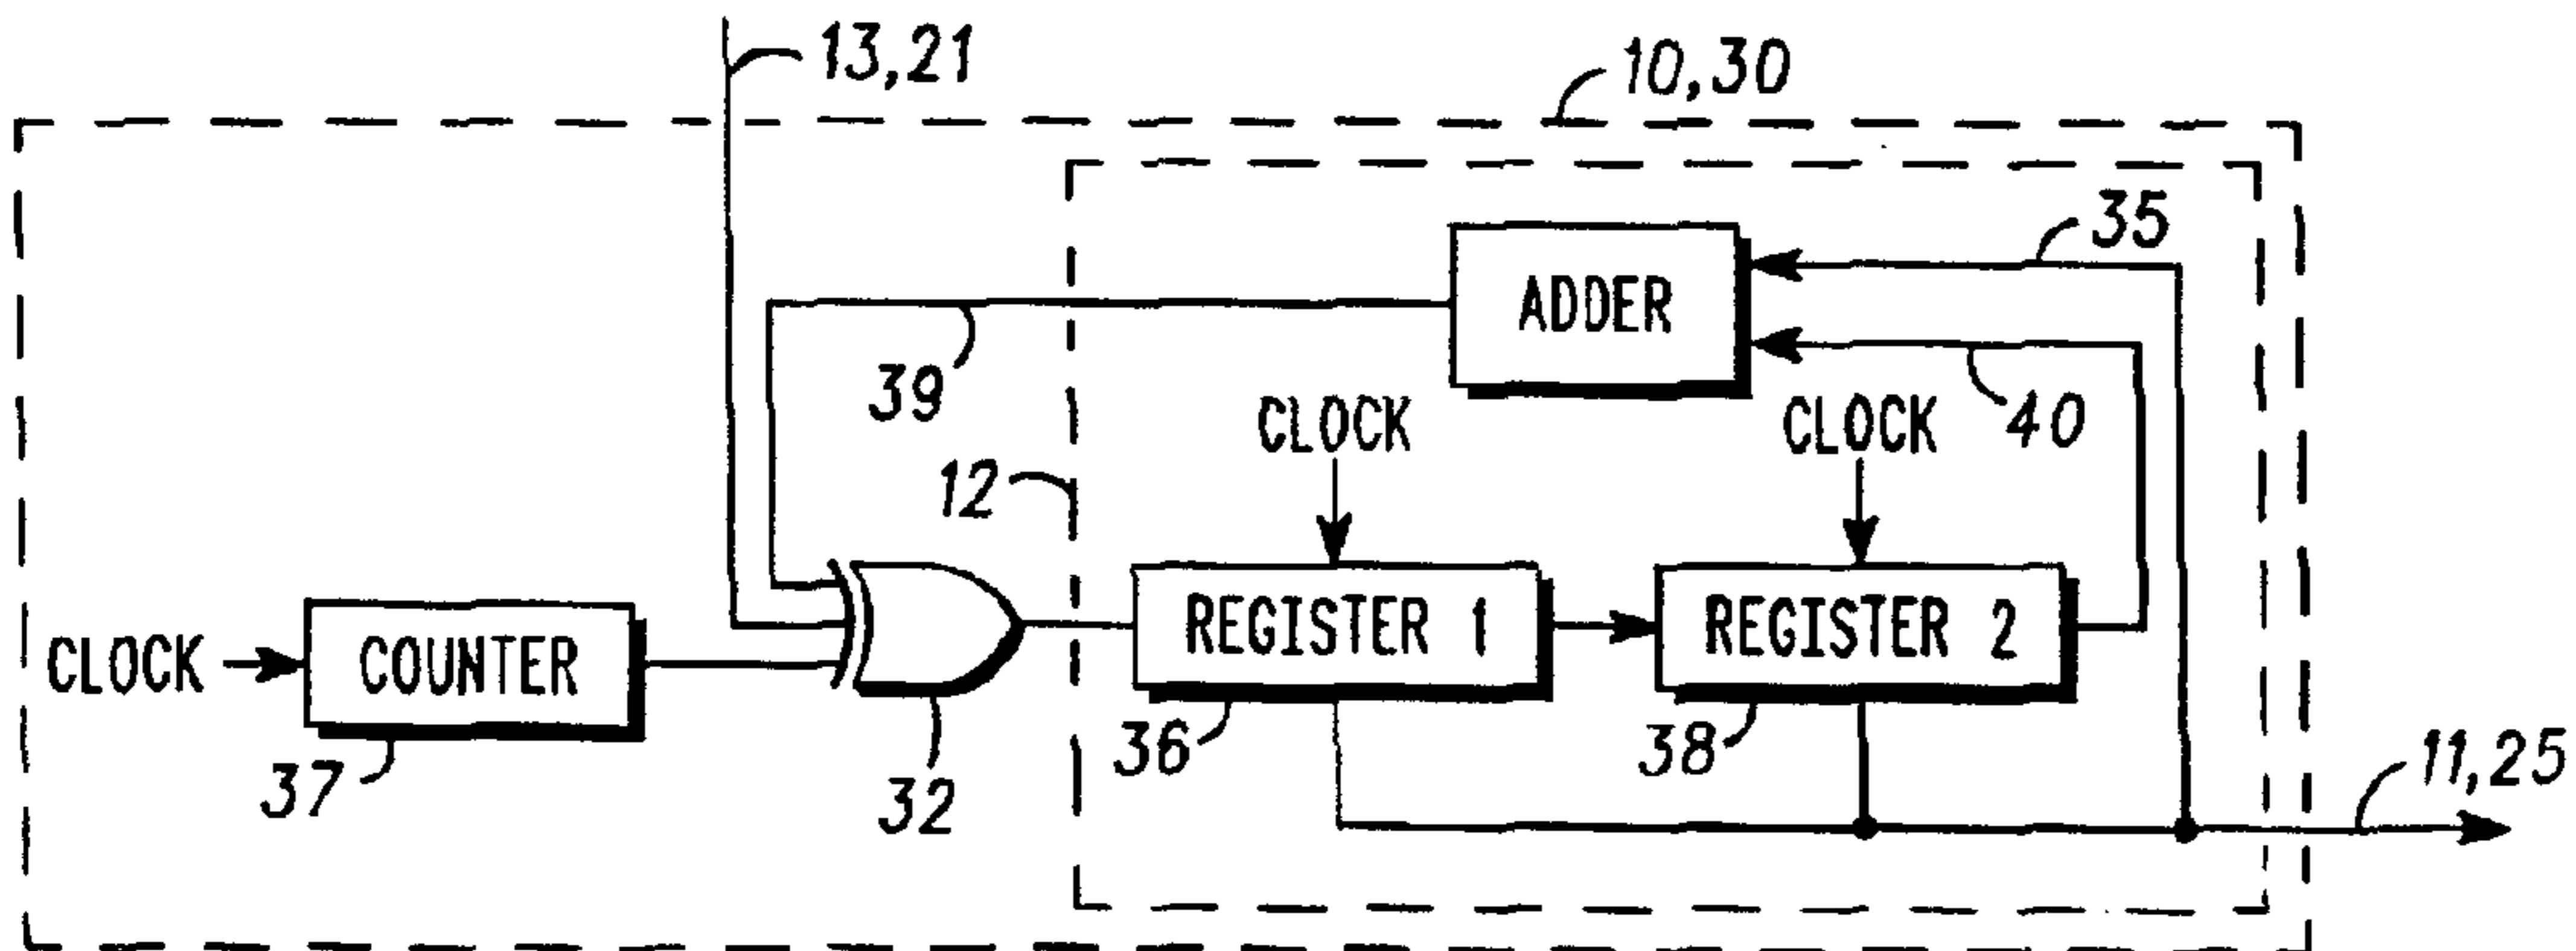 13,21
10,30
35
ADDER
39
40
CLOCK
CLOCK
12
REGISTER 1
REGISTER 2
CLOCK
COUNTER
36
38
11,25
37
32